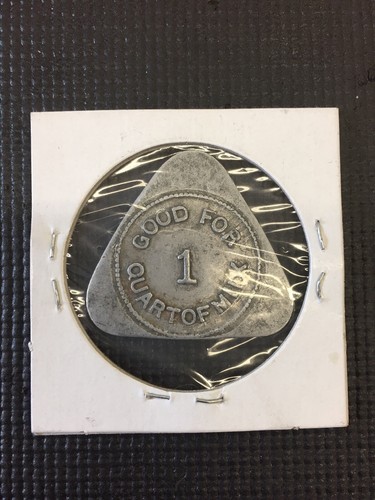 GOOD FOR
1
QUART OF MILK